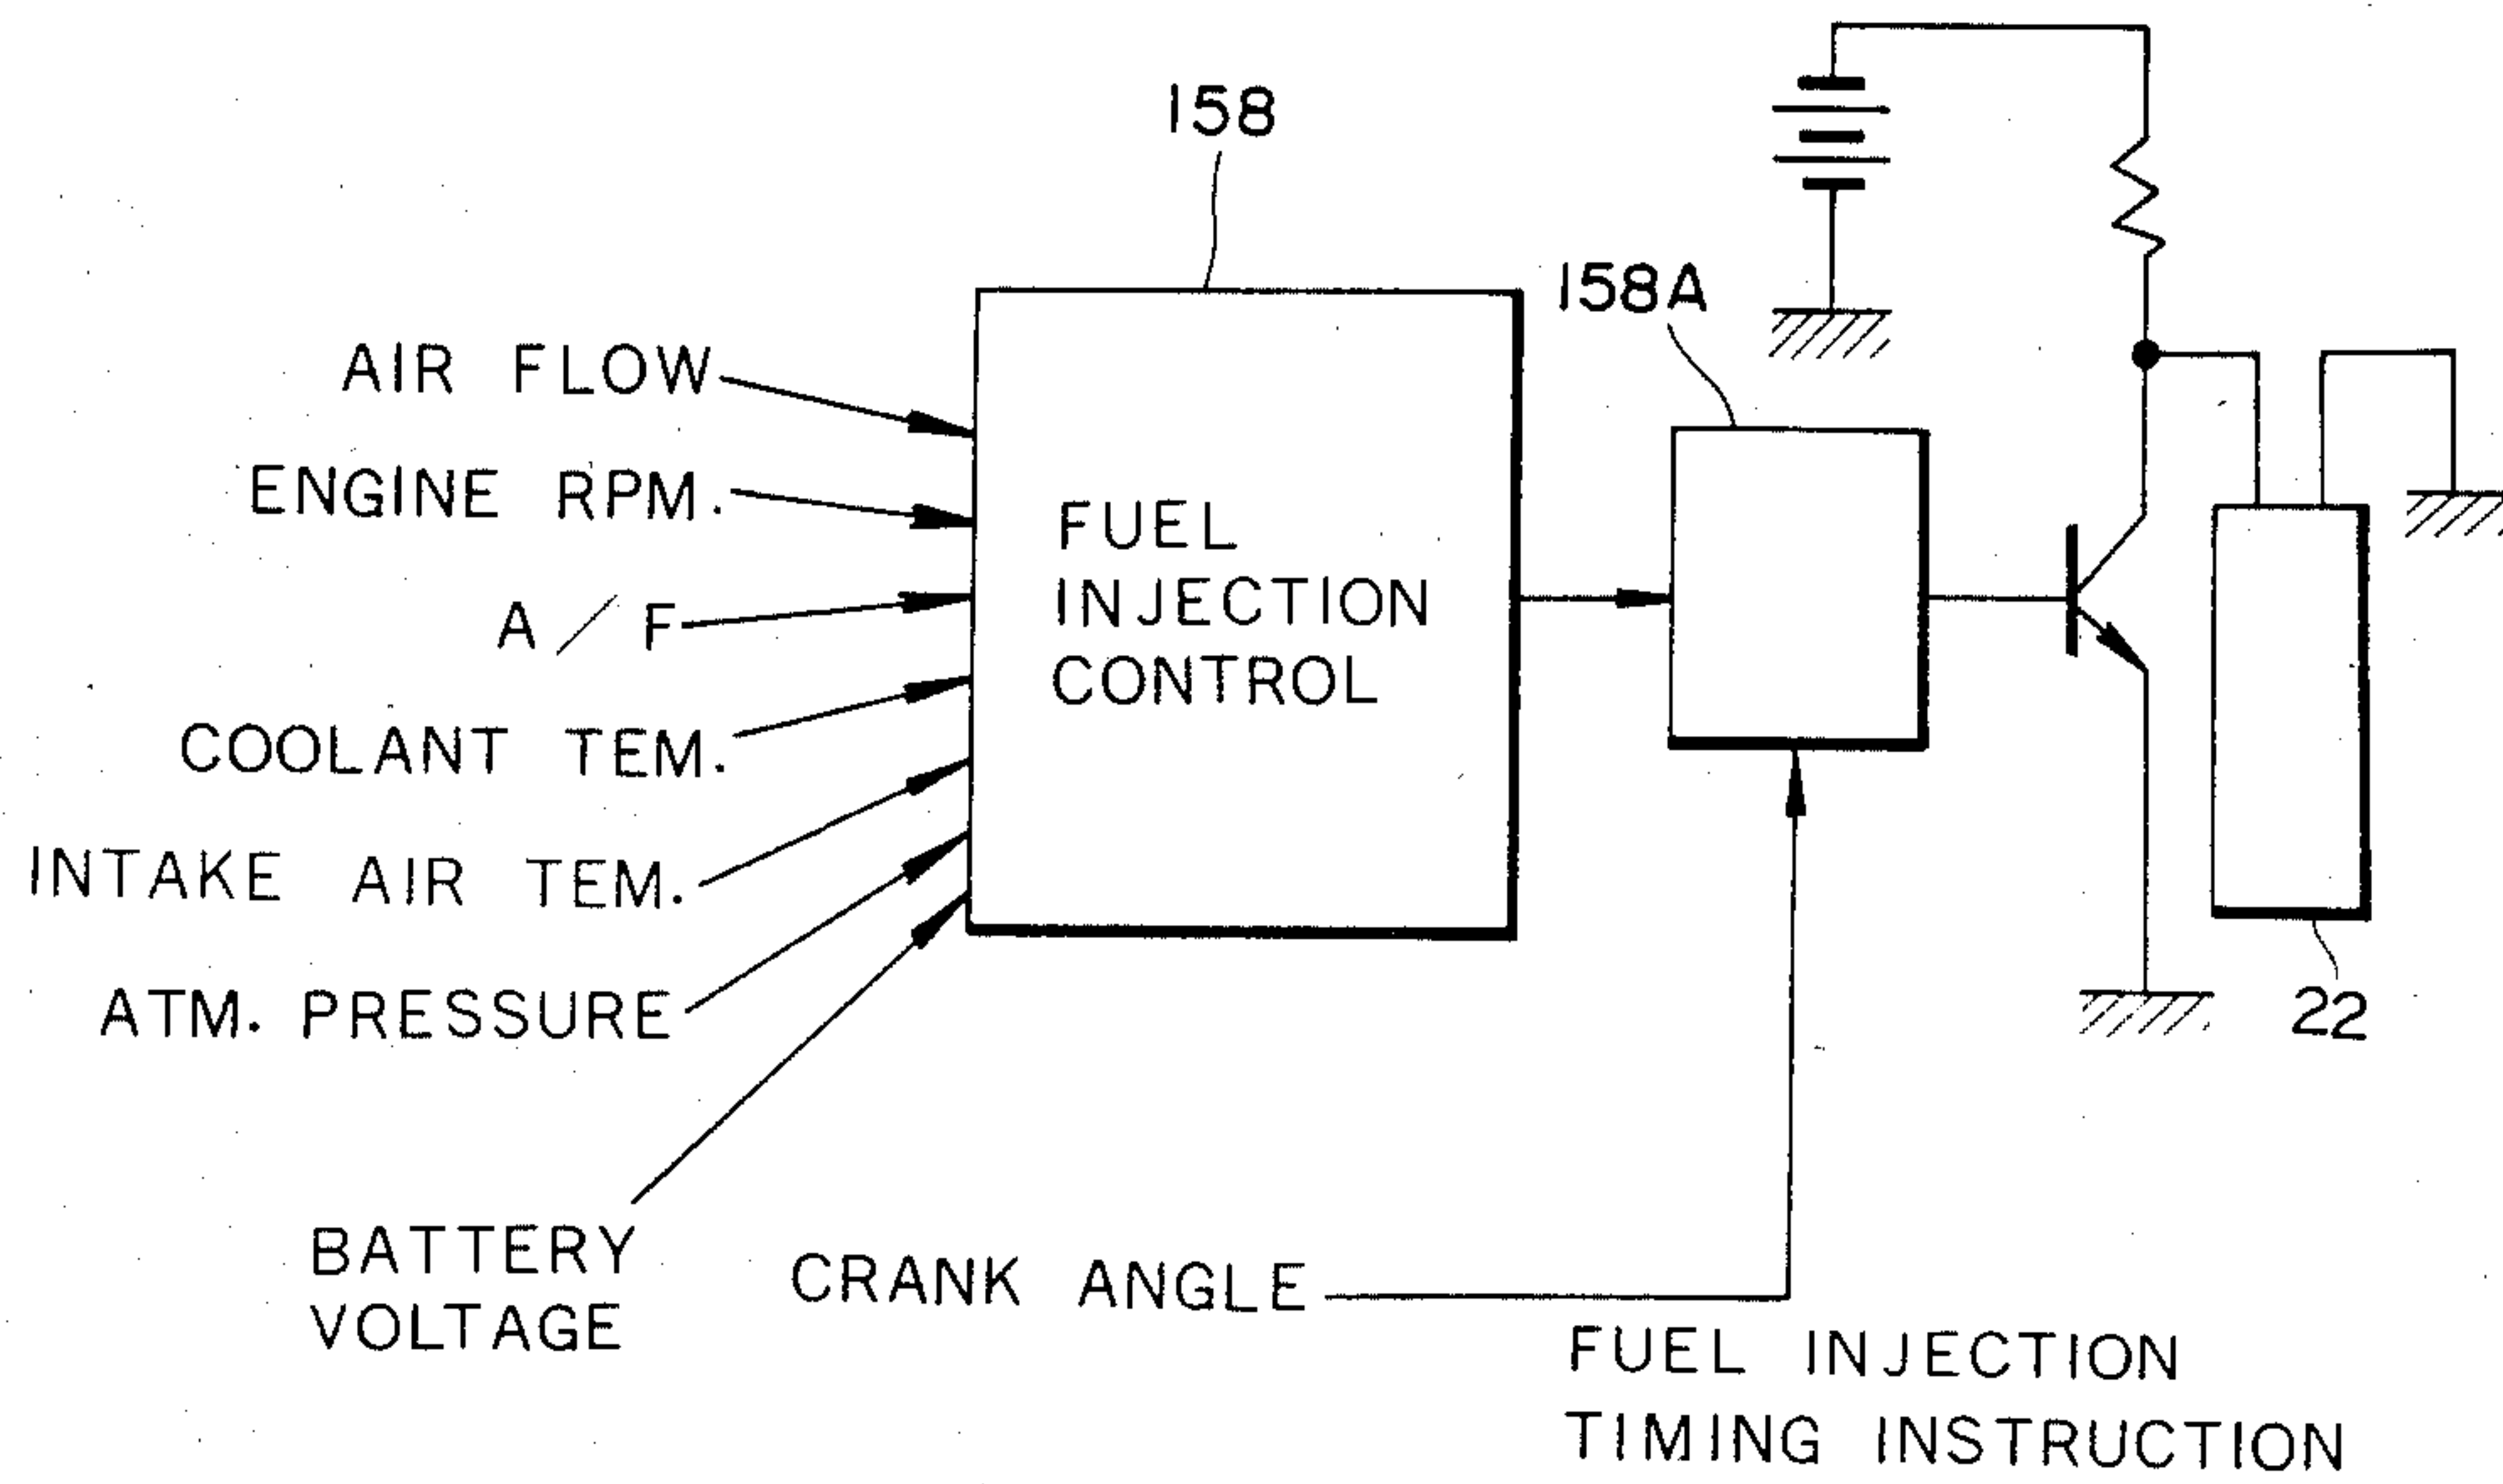 158
158A
AIR FLOW
ENGINE RPM.
A/F
COOLANT TEM.
INTAKE AIR TEM.
ATM. PRESSURE
BATTERY
VOLTAGE
FUEL
INJECTION
CONTROL
22
CRANK ANGLE
FUEL INJECTION
TIMING INSTRUCTION